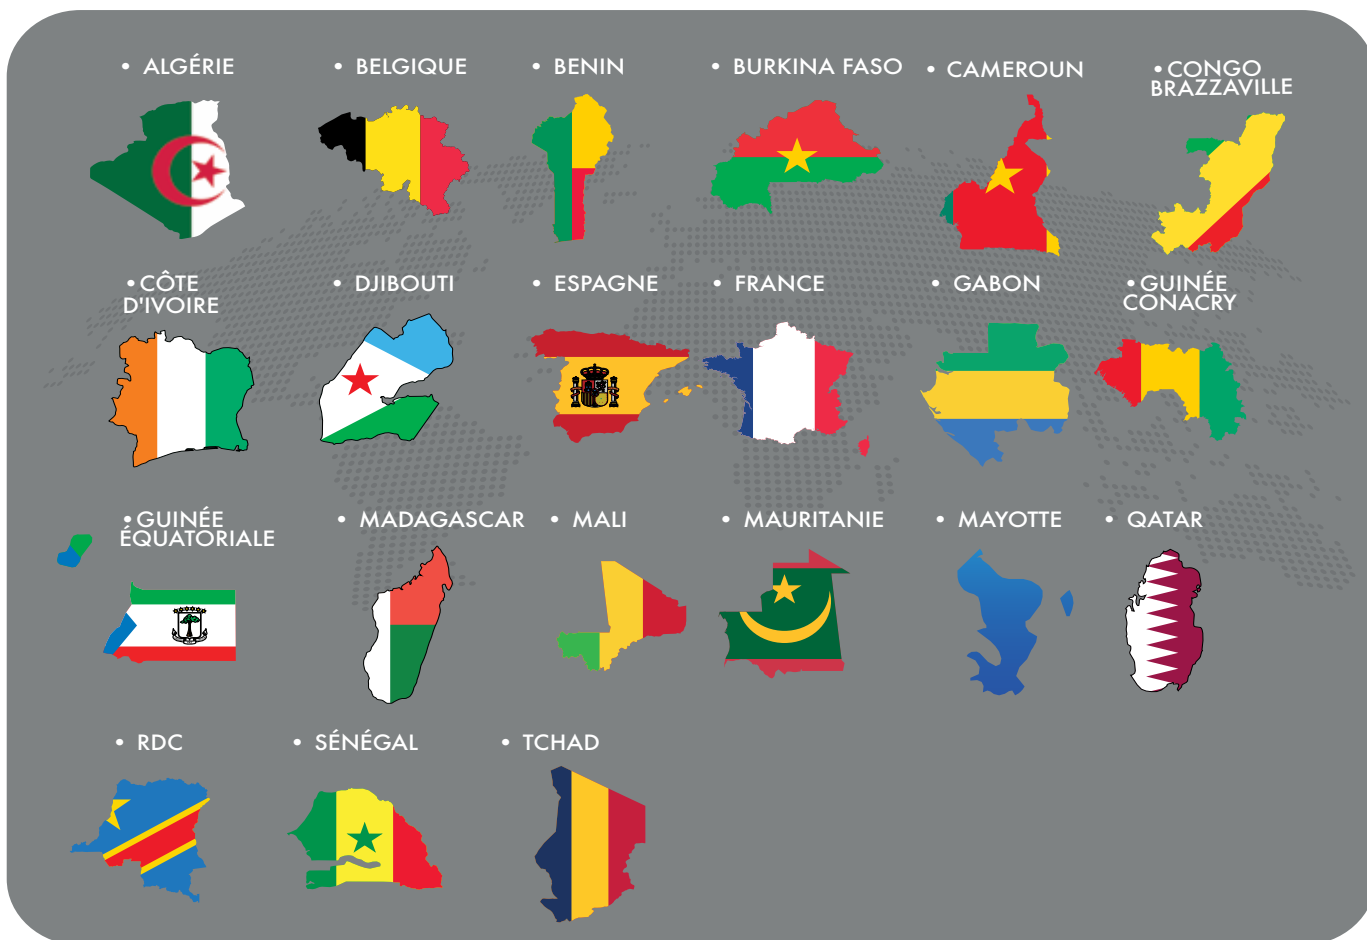 • ALGÉRIE
• BELGIQUE
• BENIN
• BURKINA FASO
• CAMEROUN
• CONGO
BRAZZAVILLE
• CÔTE
D'IVOIRE
• DJIBOUTI
• ESPAGNE
• FRANCE
• GABON
• GUINÉE
CONACRY
• GUINÉE
ÉQUATORIALE
• MADAGASCAR
• MALI
• MAURITANIE
• MAYOTTE
• QATAR
• RDC
• SÉNÉGAL
• TCHAD